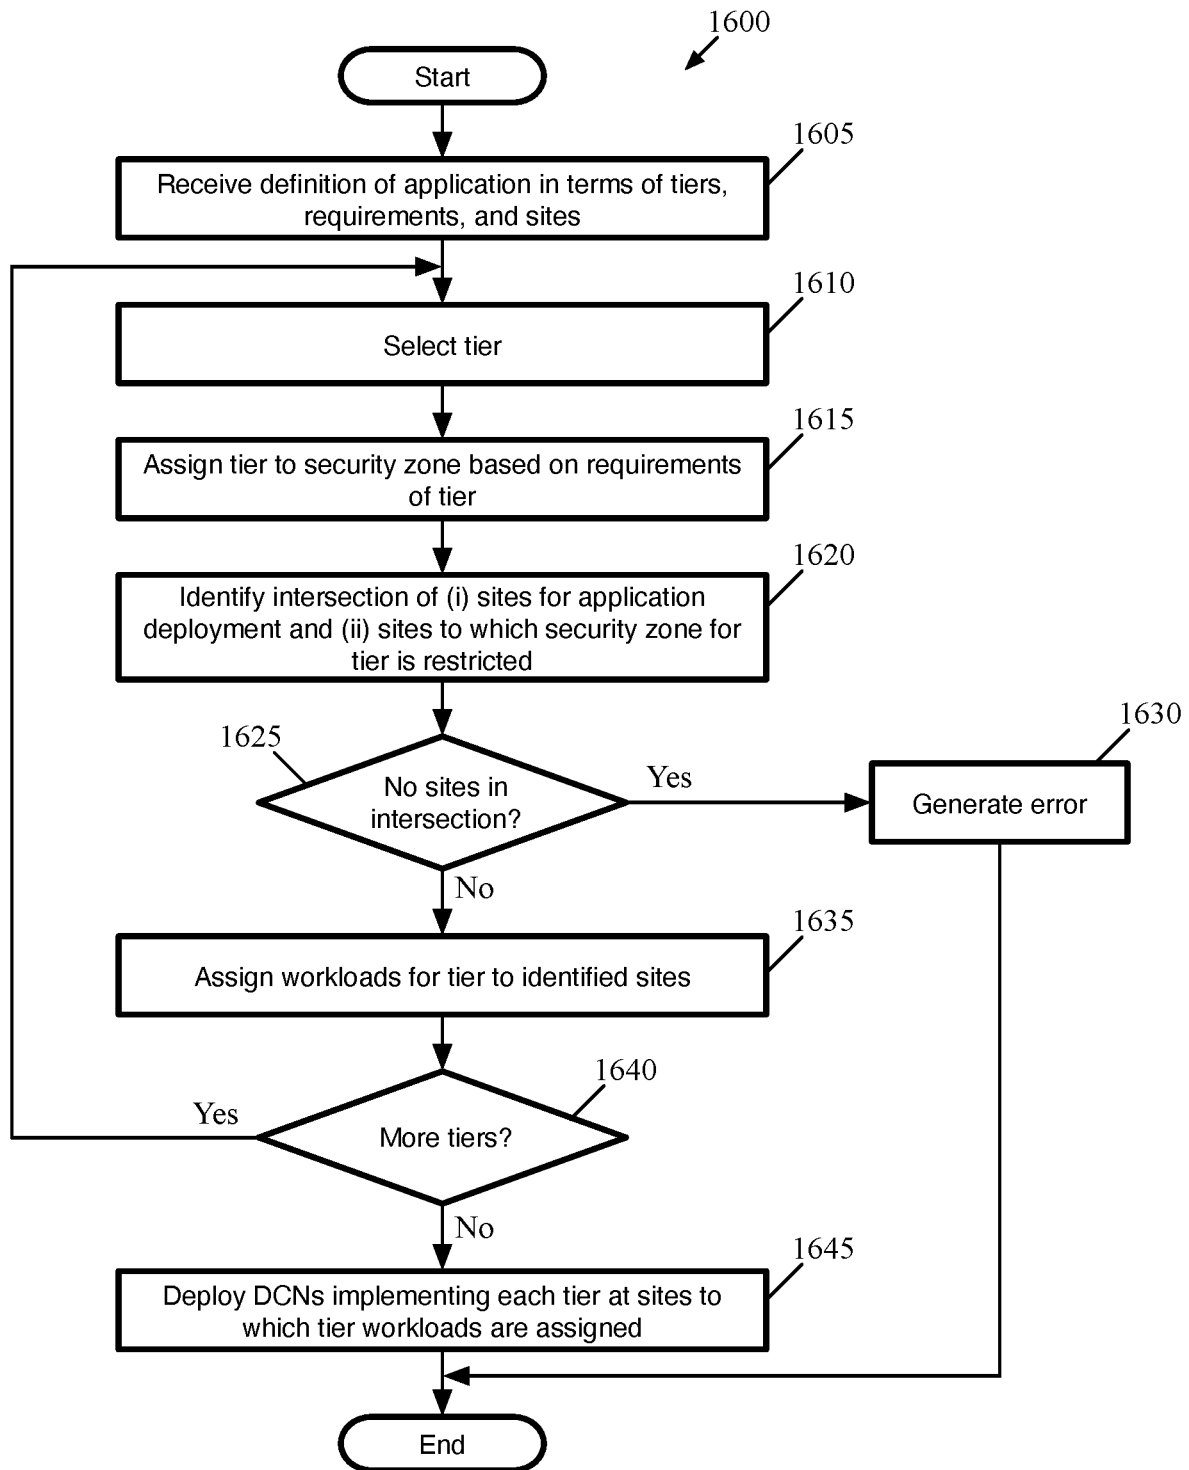 1600
Start
1605
Receive definition of application in terms of tiers,
requirements, and sites
1610
Select tier
1615
Assign tier to security zone based on requirements
of tier
1620
Identify intersection of (i) sites for application
deployment and (ii) sites to which security zone for
tier is restricted
1625
No sites in
intersection?
Yes
1630
Generate error
No
1635
Assign workloads for tier to identified sites
1640
More tiers?
Yes
No
1645
Deploy DCNs implementing each tier at sites to
which tier workloads are assigned
End